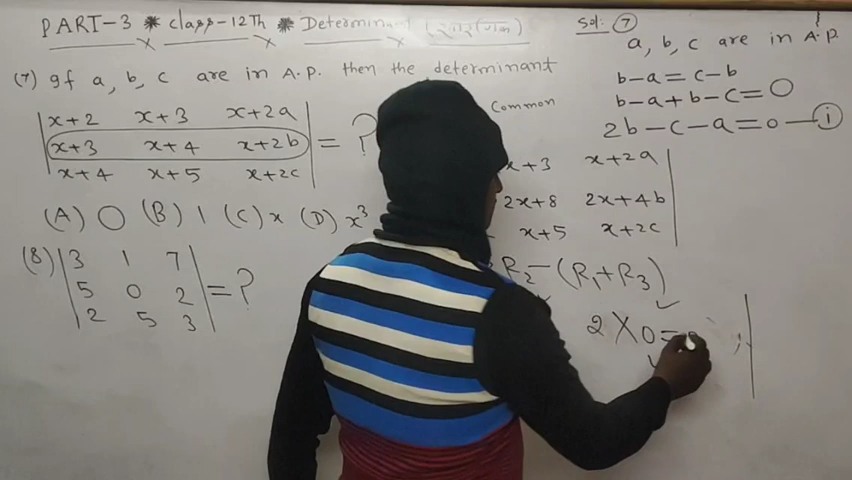 PART-3 * class-12Th * Determinant (सारणिक)
(7) If a, b, c are in A.P. then the determinant
x+2 x+3 x+2a
x+3 x+4 x+2b = ?
x+4 x+5 x+2c
(A) 0 (B) 1 (C) x (D) x³
(8) 3 1 7
5 0 2 = ?
2 5 3
Sol: (7)
a, b, c are in A.P.
b-a=c-b
b-a+b-c=0
2b-c-a=0 — (i)
Common
x+3 x+2a
2x+8 2x+4b
x+5 x+2c
R₂-(R₁+R₃)
2×0=